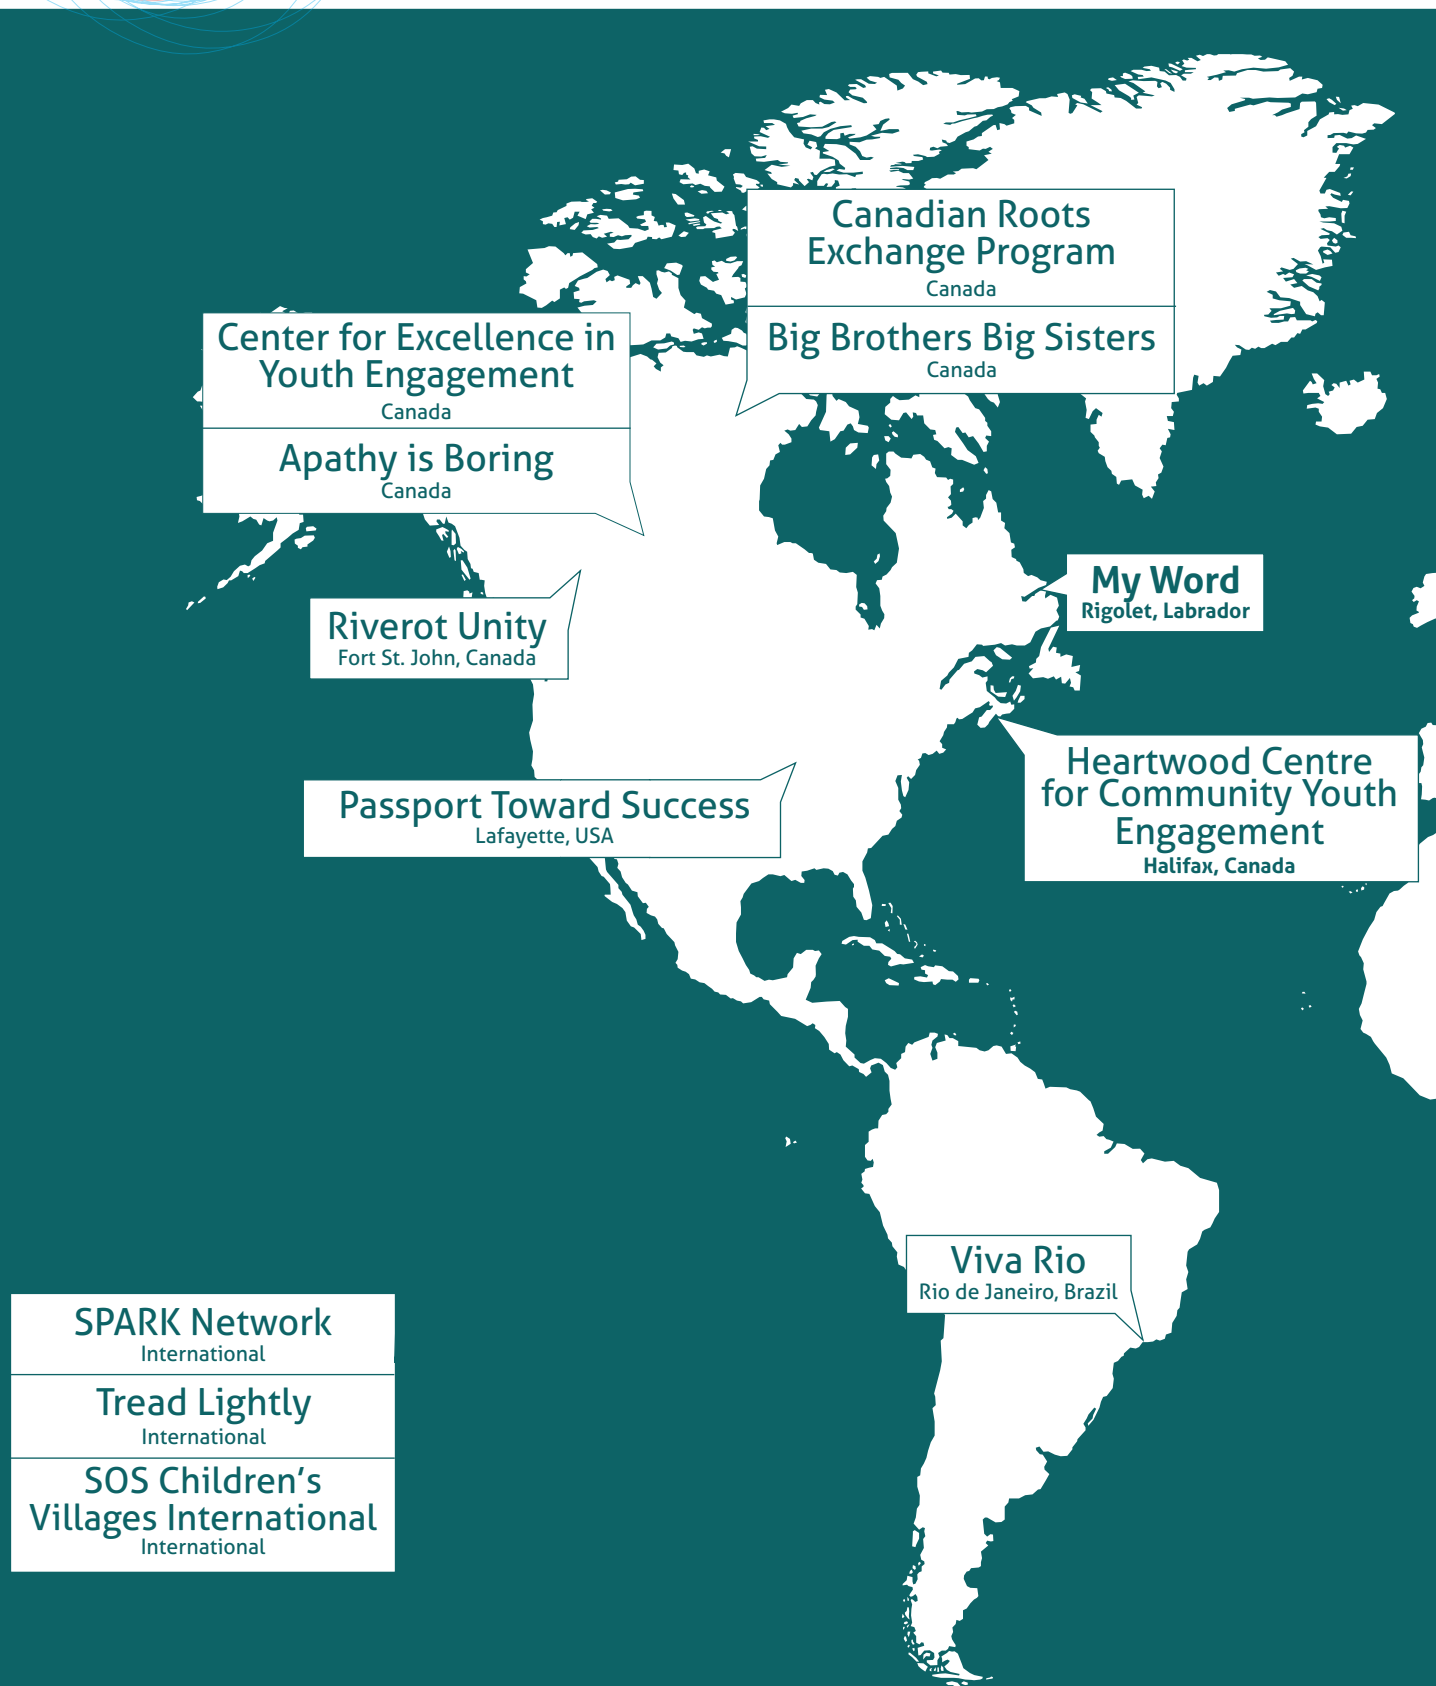 Canadian Roots
Exchange Program
Canada
Big Brothers Big Sisters
Canada
Center for Excellence in
Youth Engagement
Canada
Apathy is Boring
Canada
My Word
Rigolet, Labrador
Riverot Unity
Fort St. John, Canada
Heartwood Centre
for Community Youth
Engagement
Halifax, Canada
Passport Toward Success
Lafayette, USA
Viva Rio
Rio de Janeiro, Brazil
SPARK Network
International
Tread Lightly
International
SOS Children’s
Villages International
International